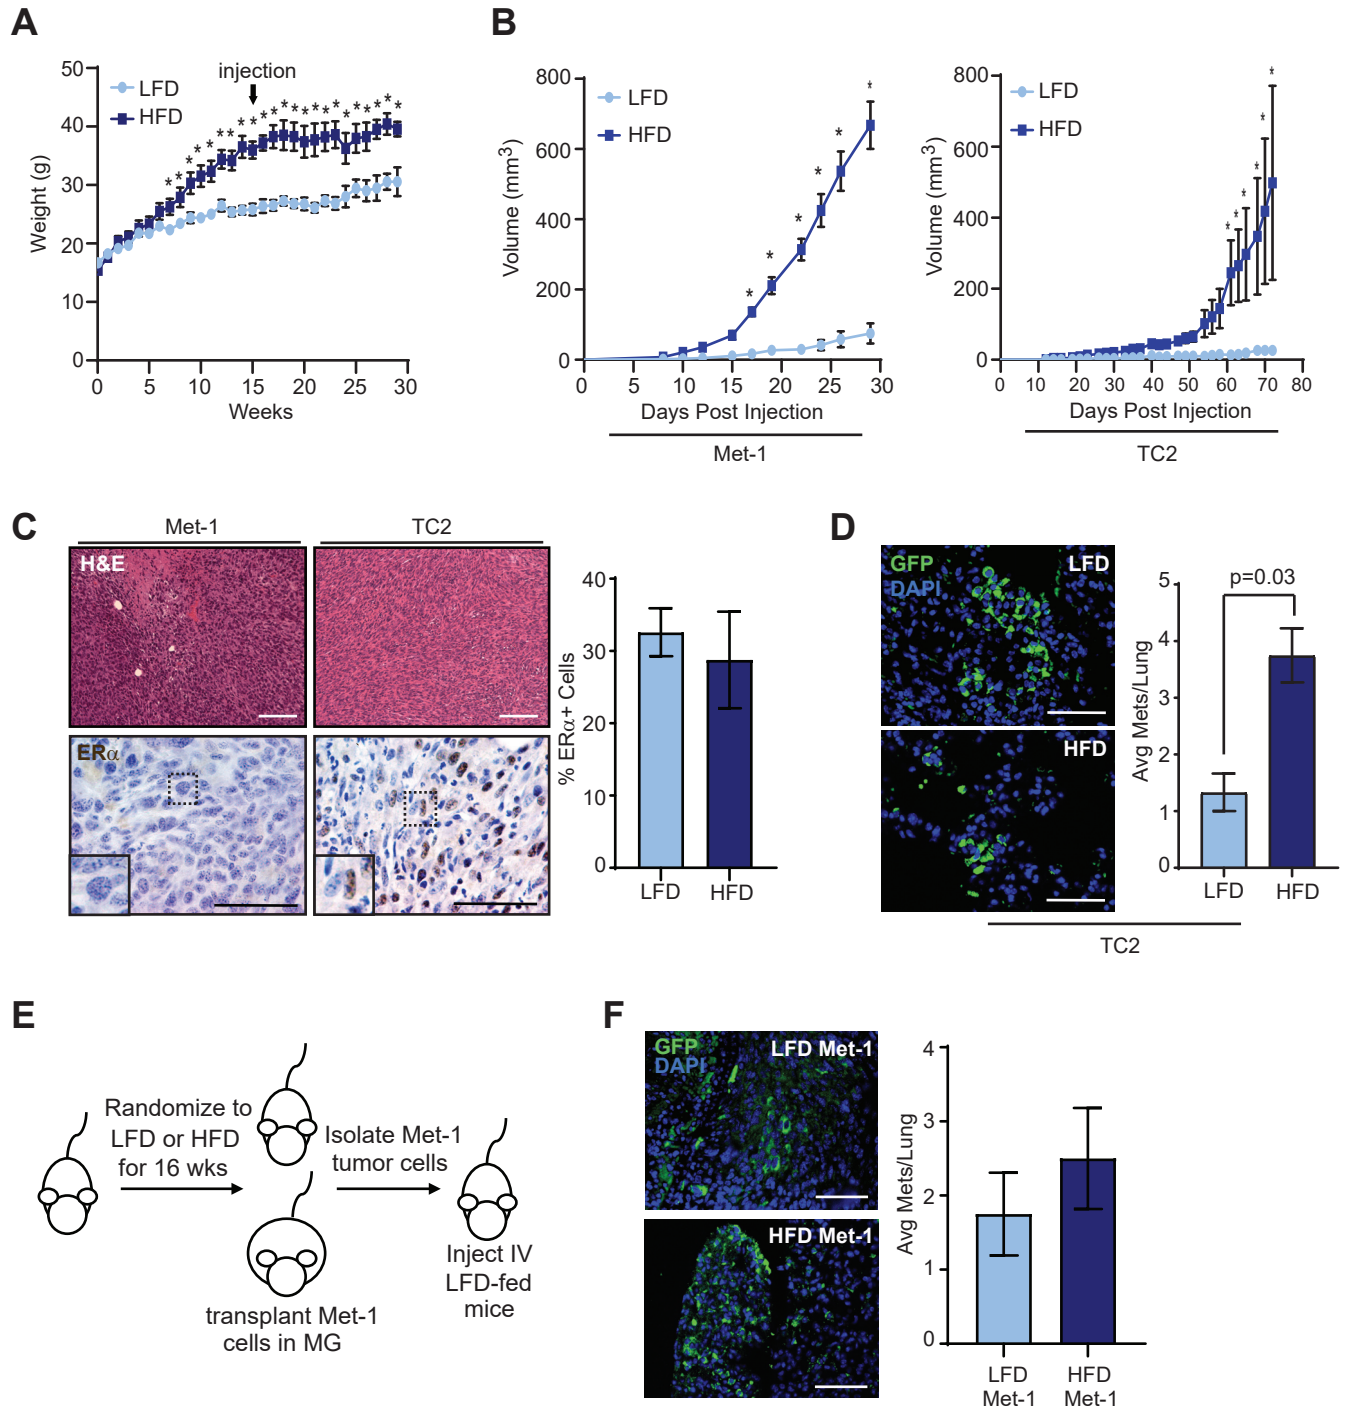 A
injection
LFD
HFD
50
40
30
20
10
0
Weight (g)
0 5 10 15 20 25 30
Weeks
* * * * * * * * * * * * * * * * * * * * * * *
B
LFD
HFD
800
600
400
200
0
Volume (mm3)
* * * * * * *
0 5 10 15 20 25 30
Days Post Injection
Met-1
LFD
HFD
800
600
400
200
0
Volume (mm3)
* * * * * *
0 10 20 30 40 50 60 70 80
Days Post Injection
TC2
C
Met-1 TC2
H&E
ERα
40
30
20
10
0
% ERα+ Cells
LFD HFD
D
GFP
DAPI
LFD
HFD
p=0.03
5
4
3
2
1
0
Avg Mets/Lung
LFD HFD
TC2
E
Randomize to
LFD or HFD
for 16 wks
transplant Met-1
cells in MG
Isolate Met-1
tumor cells
Inject IV
LFD-fed
mice
F
GFP
DAPI
LFD Met-1
HFD Met-1
4
3
2
1
0
Avg Mets/Lung
LFD HFD
Met-1 Met-1